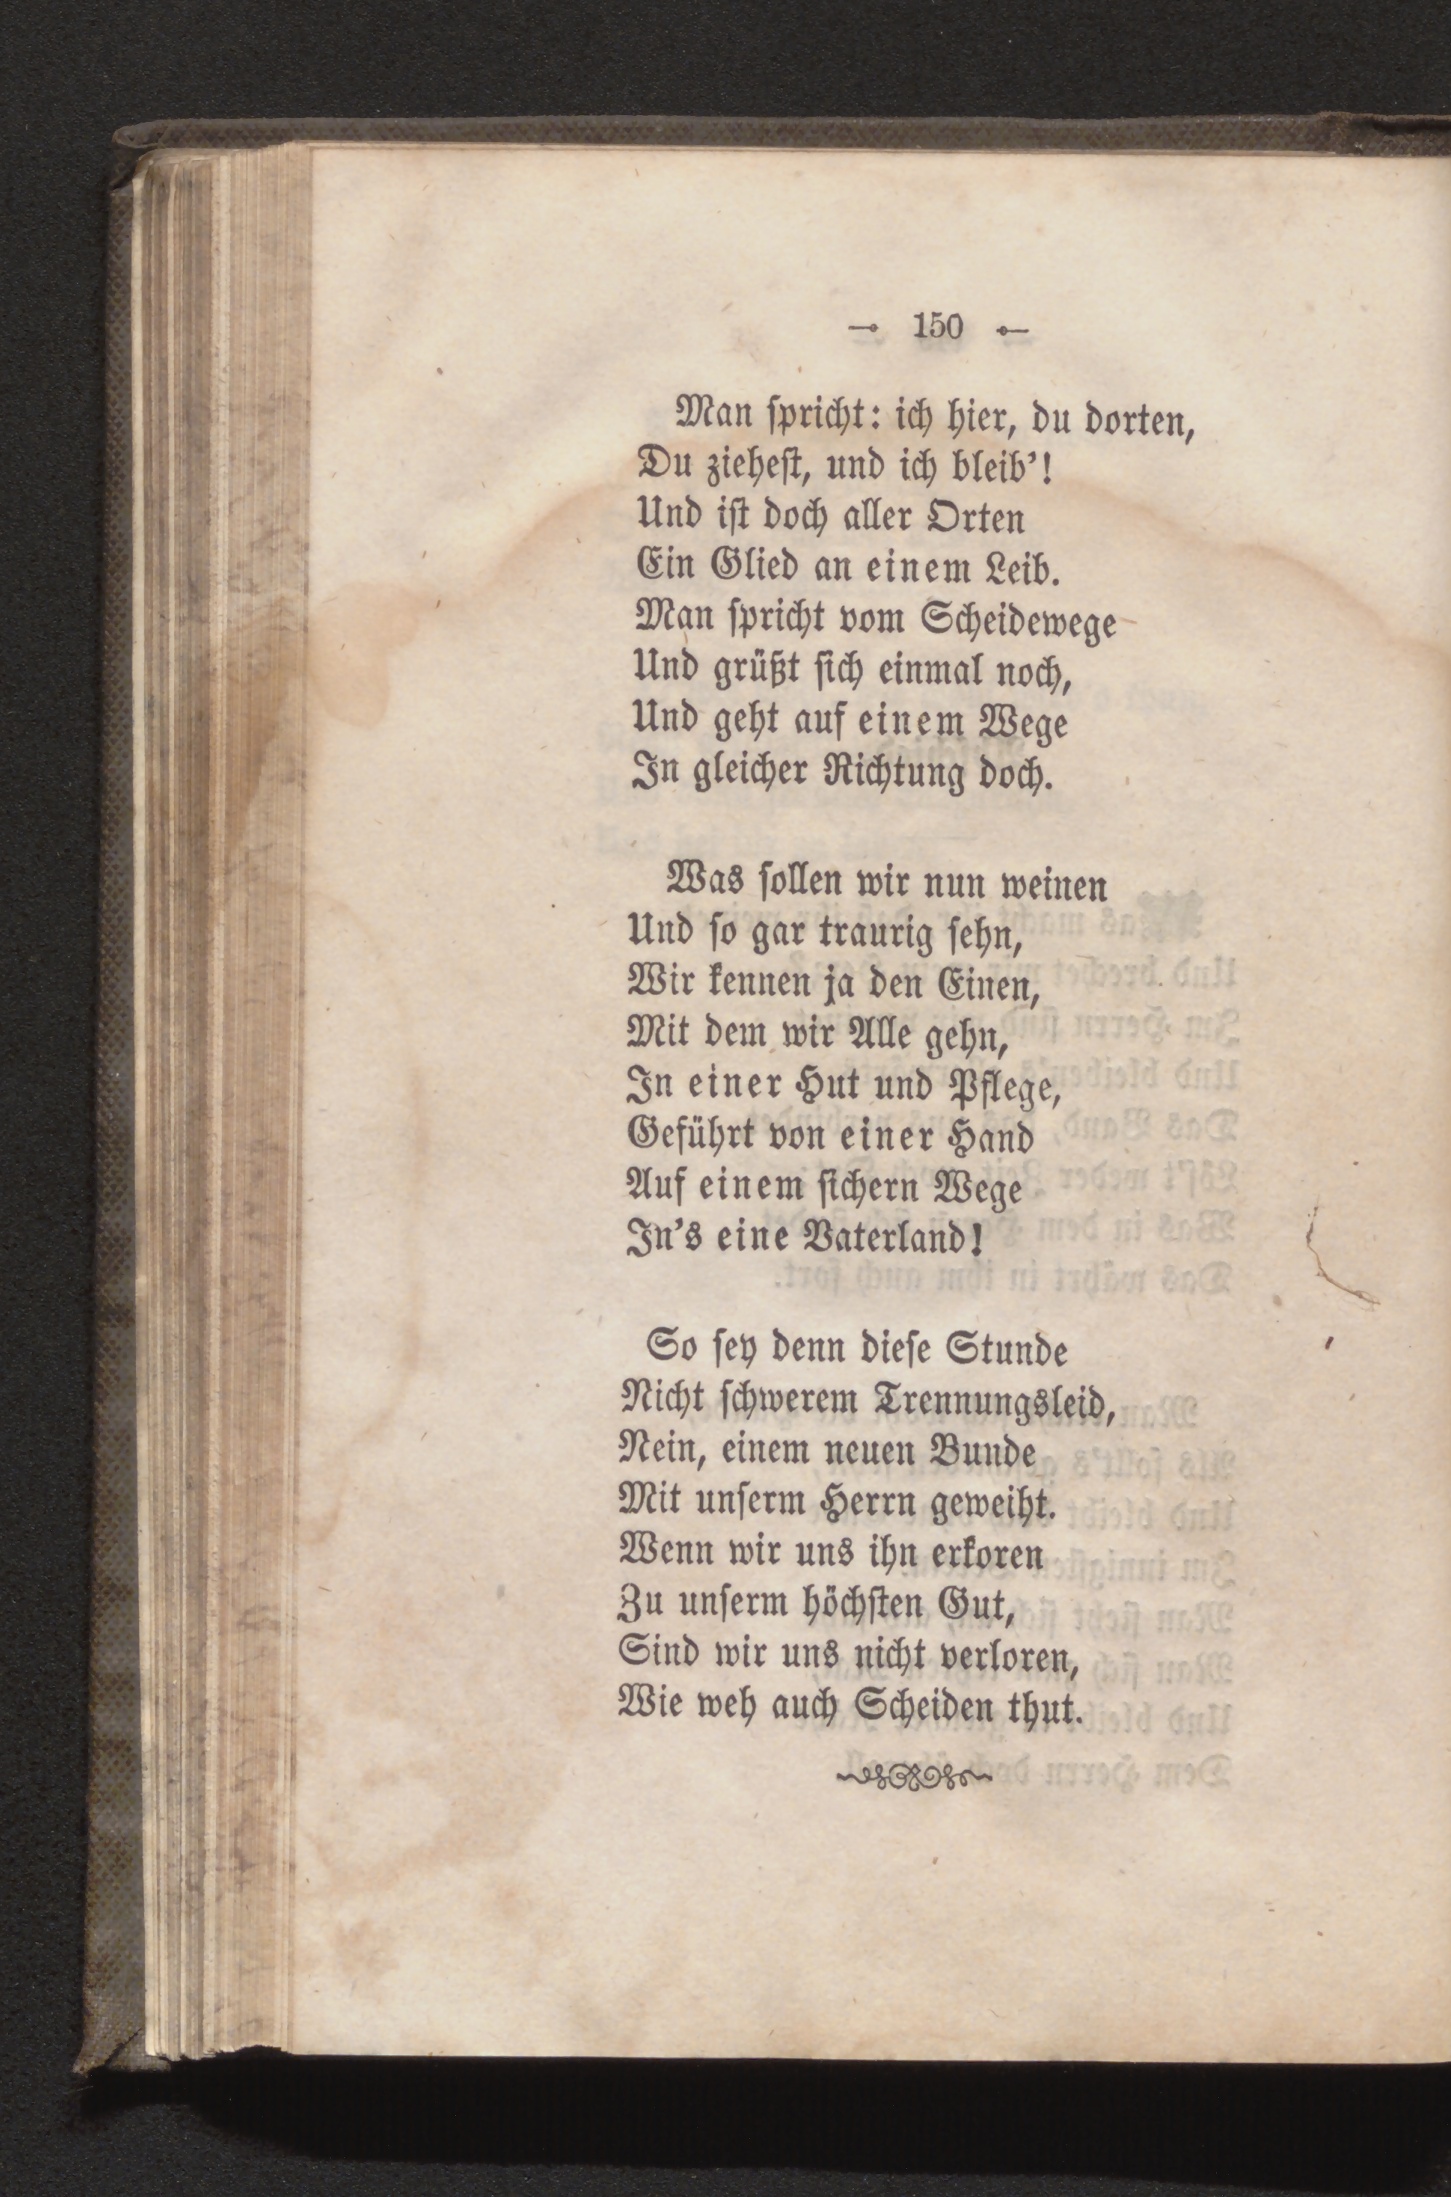 150
Man spricht: ich hier, du dorten,
Du ziehest, und ich bleib'!
Und ist doch aller Orten
Ein Glied an einem Leib.
Man spricht vom Scheidewege
Und grüßt sich einmal noch,
Und geht auf einem Wege
In gleicher Richtung doch.
Was sollen wir nun weinen
Und so gar traurig sehn,
Wir kennen ja den Einen,
Mit dem wir Alle gehn,
In einer Hut und Pflege,
Geführt von einer Hand
Auf einem sichern Wege
In's eine Vaterland!
So sey denn diese Stunde
Nicht schwerem Trennungsleid,
Nein, einem neuen Bunde
Mit unserm Herrn geweiht.
Wenn wir uns ihn erkoren
Zu unserm höchsten Gut,
Sind wir uns nicht verloren,
Wie weh auch Scheiden thut.